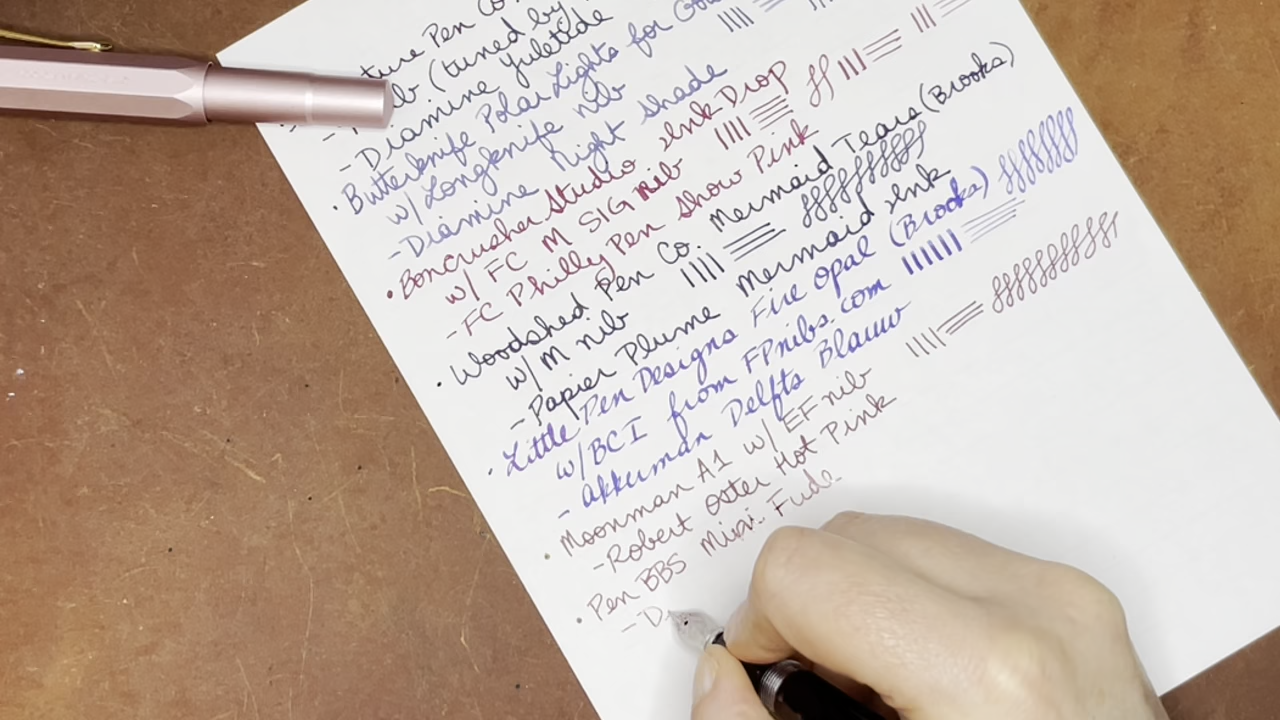 Pen Co.
(tuned by
- Diamine Yuletide
• Butterknife Polar Lights for
w/ Longknife nib
- Diamine Night Shade
• Boncrusher Studio Ink Drop
w/ FC M SIG nib
- FC Philly Pen Show Pink
• Woodshed Pen Co. Mermaid Tears (Brooks)
w/ M nib
- Papier Plume Mermaid Ink
• Little Pen Designs Fire Opal (Brooks)
w/ BCI from FPnibs.com
- Akkerman Delfts Blauw
• Moonman A1 w/ EF nib
- Robert Oster Hot Pink
• Pen BBS Mini Fude
- D